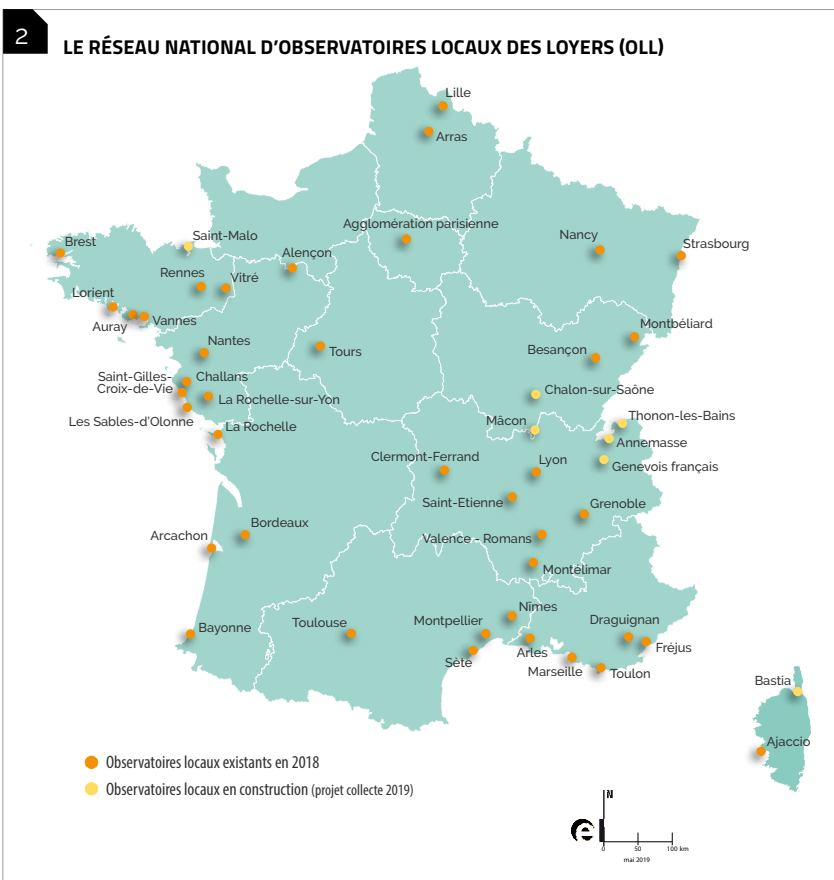 2
LE RÉSEAU NATIONAL D'OBSERVATOIRES LOCAUX DES LOYERS (OLL)
Lille
Arras
Agglomération parisienne
Saint-Malo
Brest
Nancy
Strasbourg
Alençon
Rennes
Vitré
Lorient
Auray
Vannes
Montbéliard
Nantes
Tours
Besançon
Saint-Gilles-
Croix-de-Vie
Challans
La Rochelle-sur-Yon
Chalon-sur-Saône
Les Sables-d'Olonne
La Rochelle
Mâcon
Thonon-les-Bains
Annemasse
Clermont-Ferrand
Lyon
Genevois français
Saint-Etienne
Grenoble
Bordeaux
Arcachon
Valence - Romans
Montélimar
Nîmes
Bayonne
Toulouse
Montpellier
Draguignan
Sète
Arles
Fréjus
Marseille
Toulon
Bastia
Ajaccio
Observatoires locaux existants en 2018
Observatoires locaux en construction (projet collecte 2019)
N
e
0 50 100 km
mai 2019